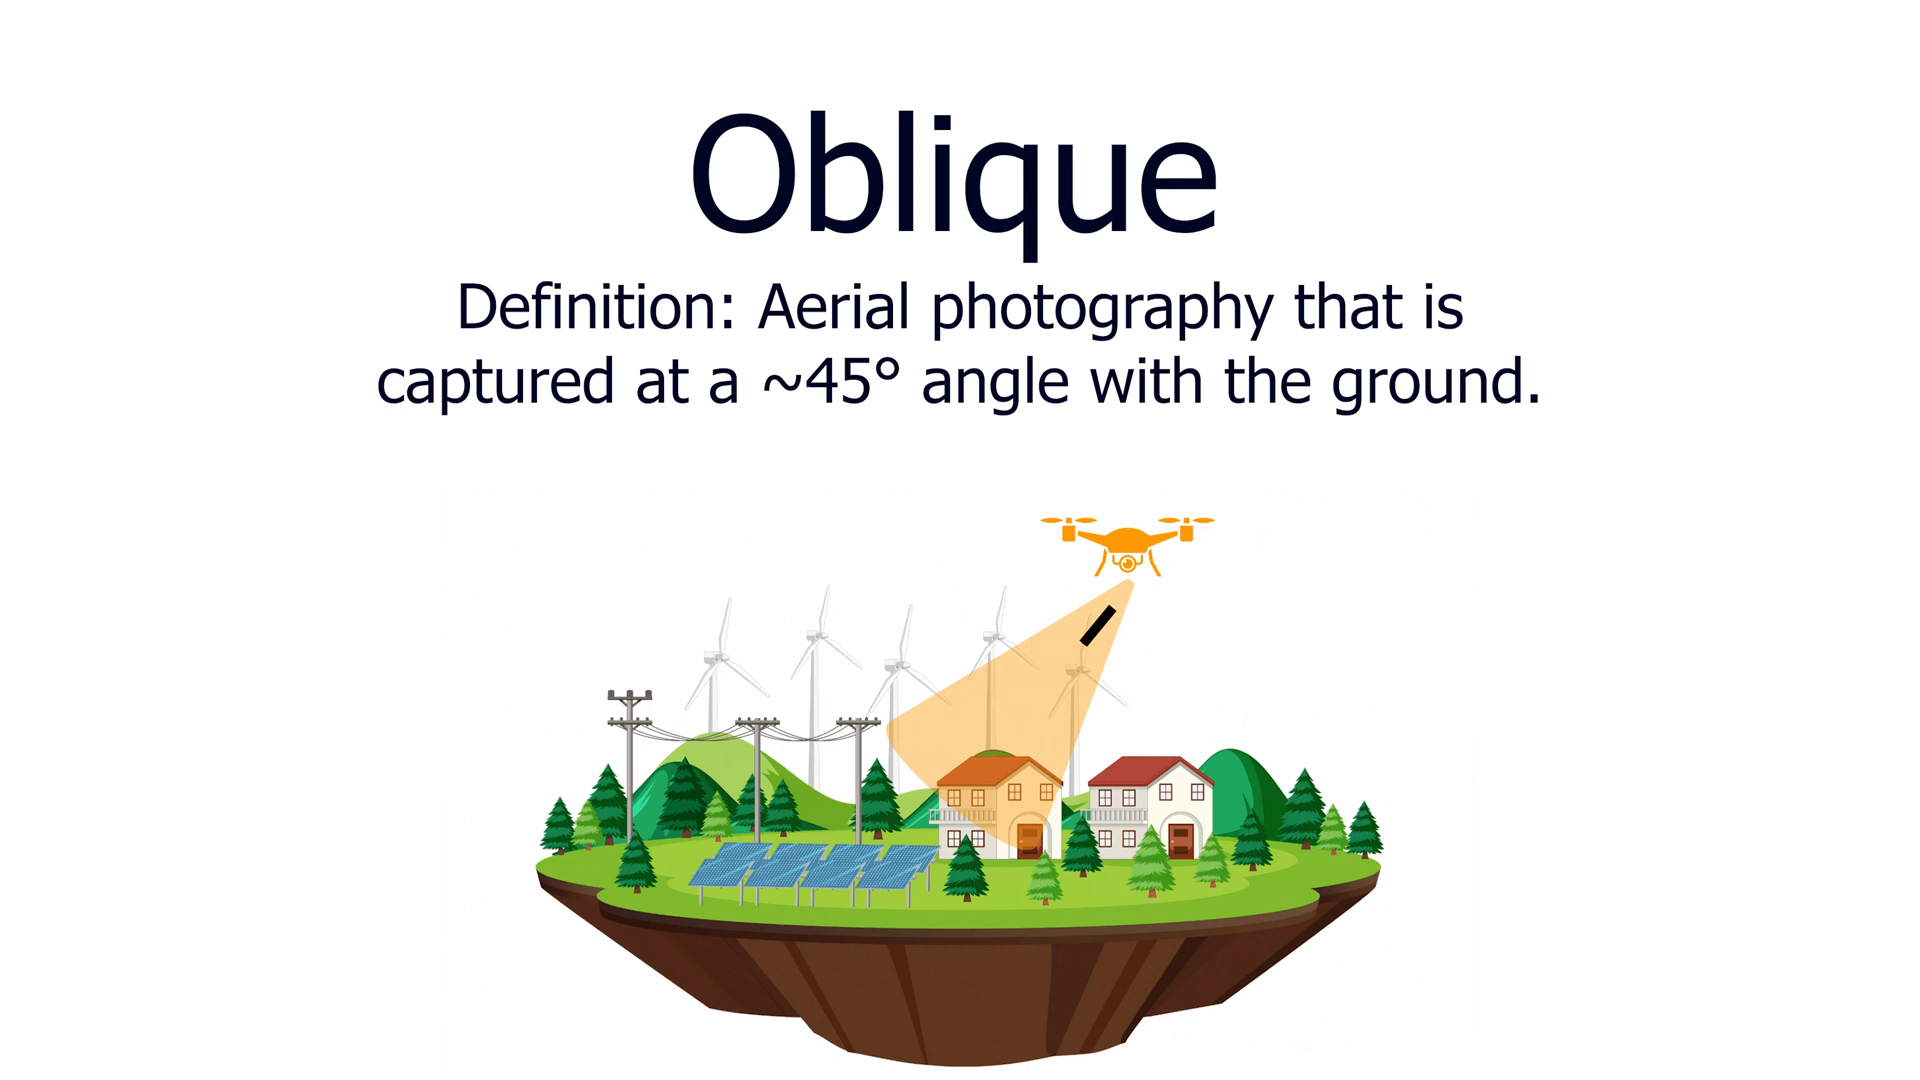 Oblique
Definition: Aerial photography that is
captured at a ~45° angle with the ground.